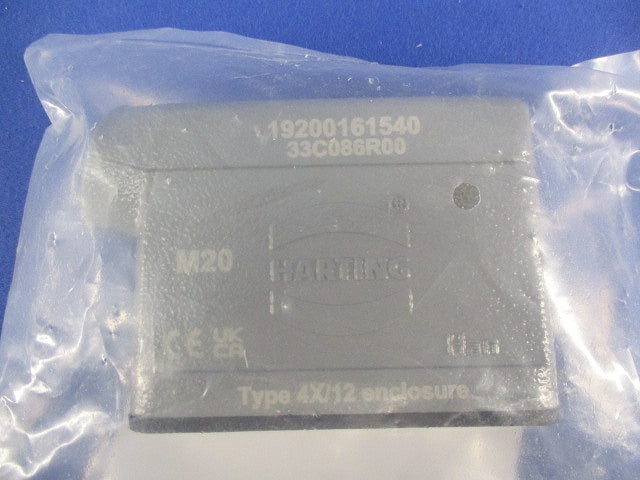 19200161540
33C086R00
®
M20
HARTING
CE UK
CA
Type 4X/12 enclosure